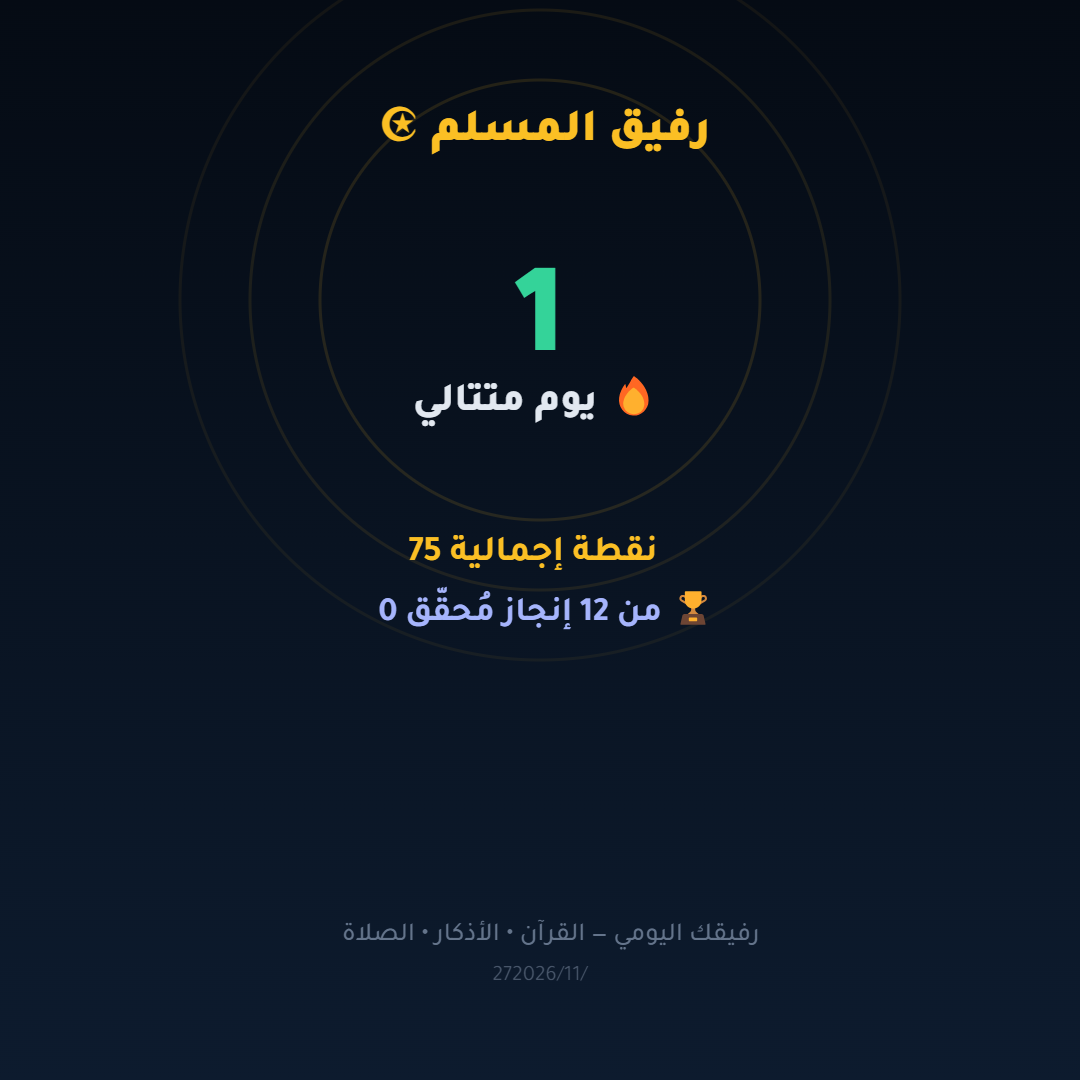 رفيق المسلم ☪
1
🔥 يوم متتالي
نقطة إجمالية 75
🏆 من 12 إنجاز مُحقّق 0
رفيقك اليومي — القرآن • الأذكار • الصلاة
272026/11/